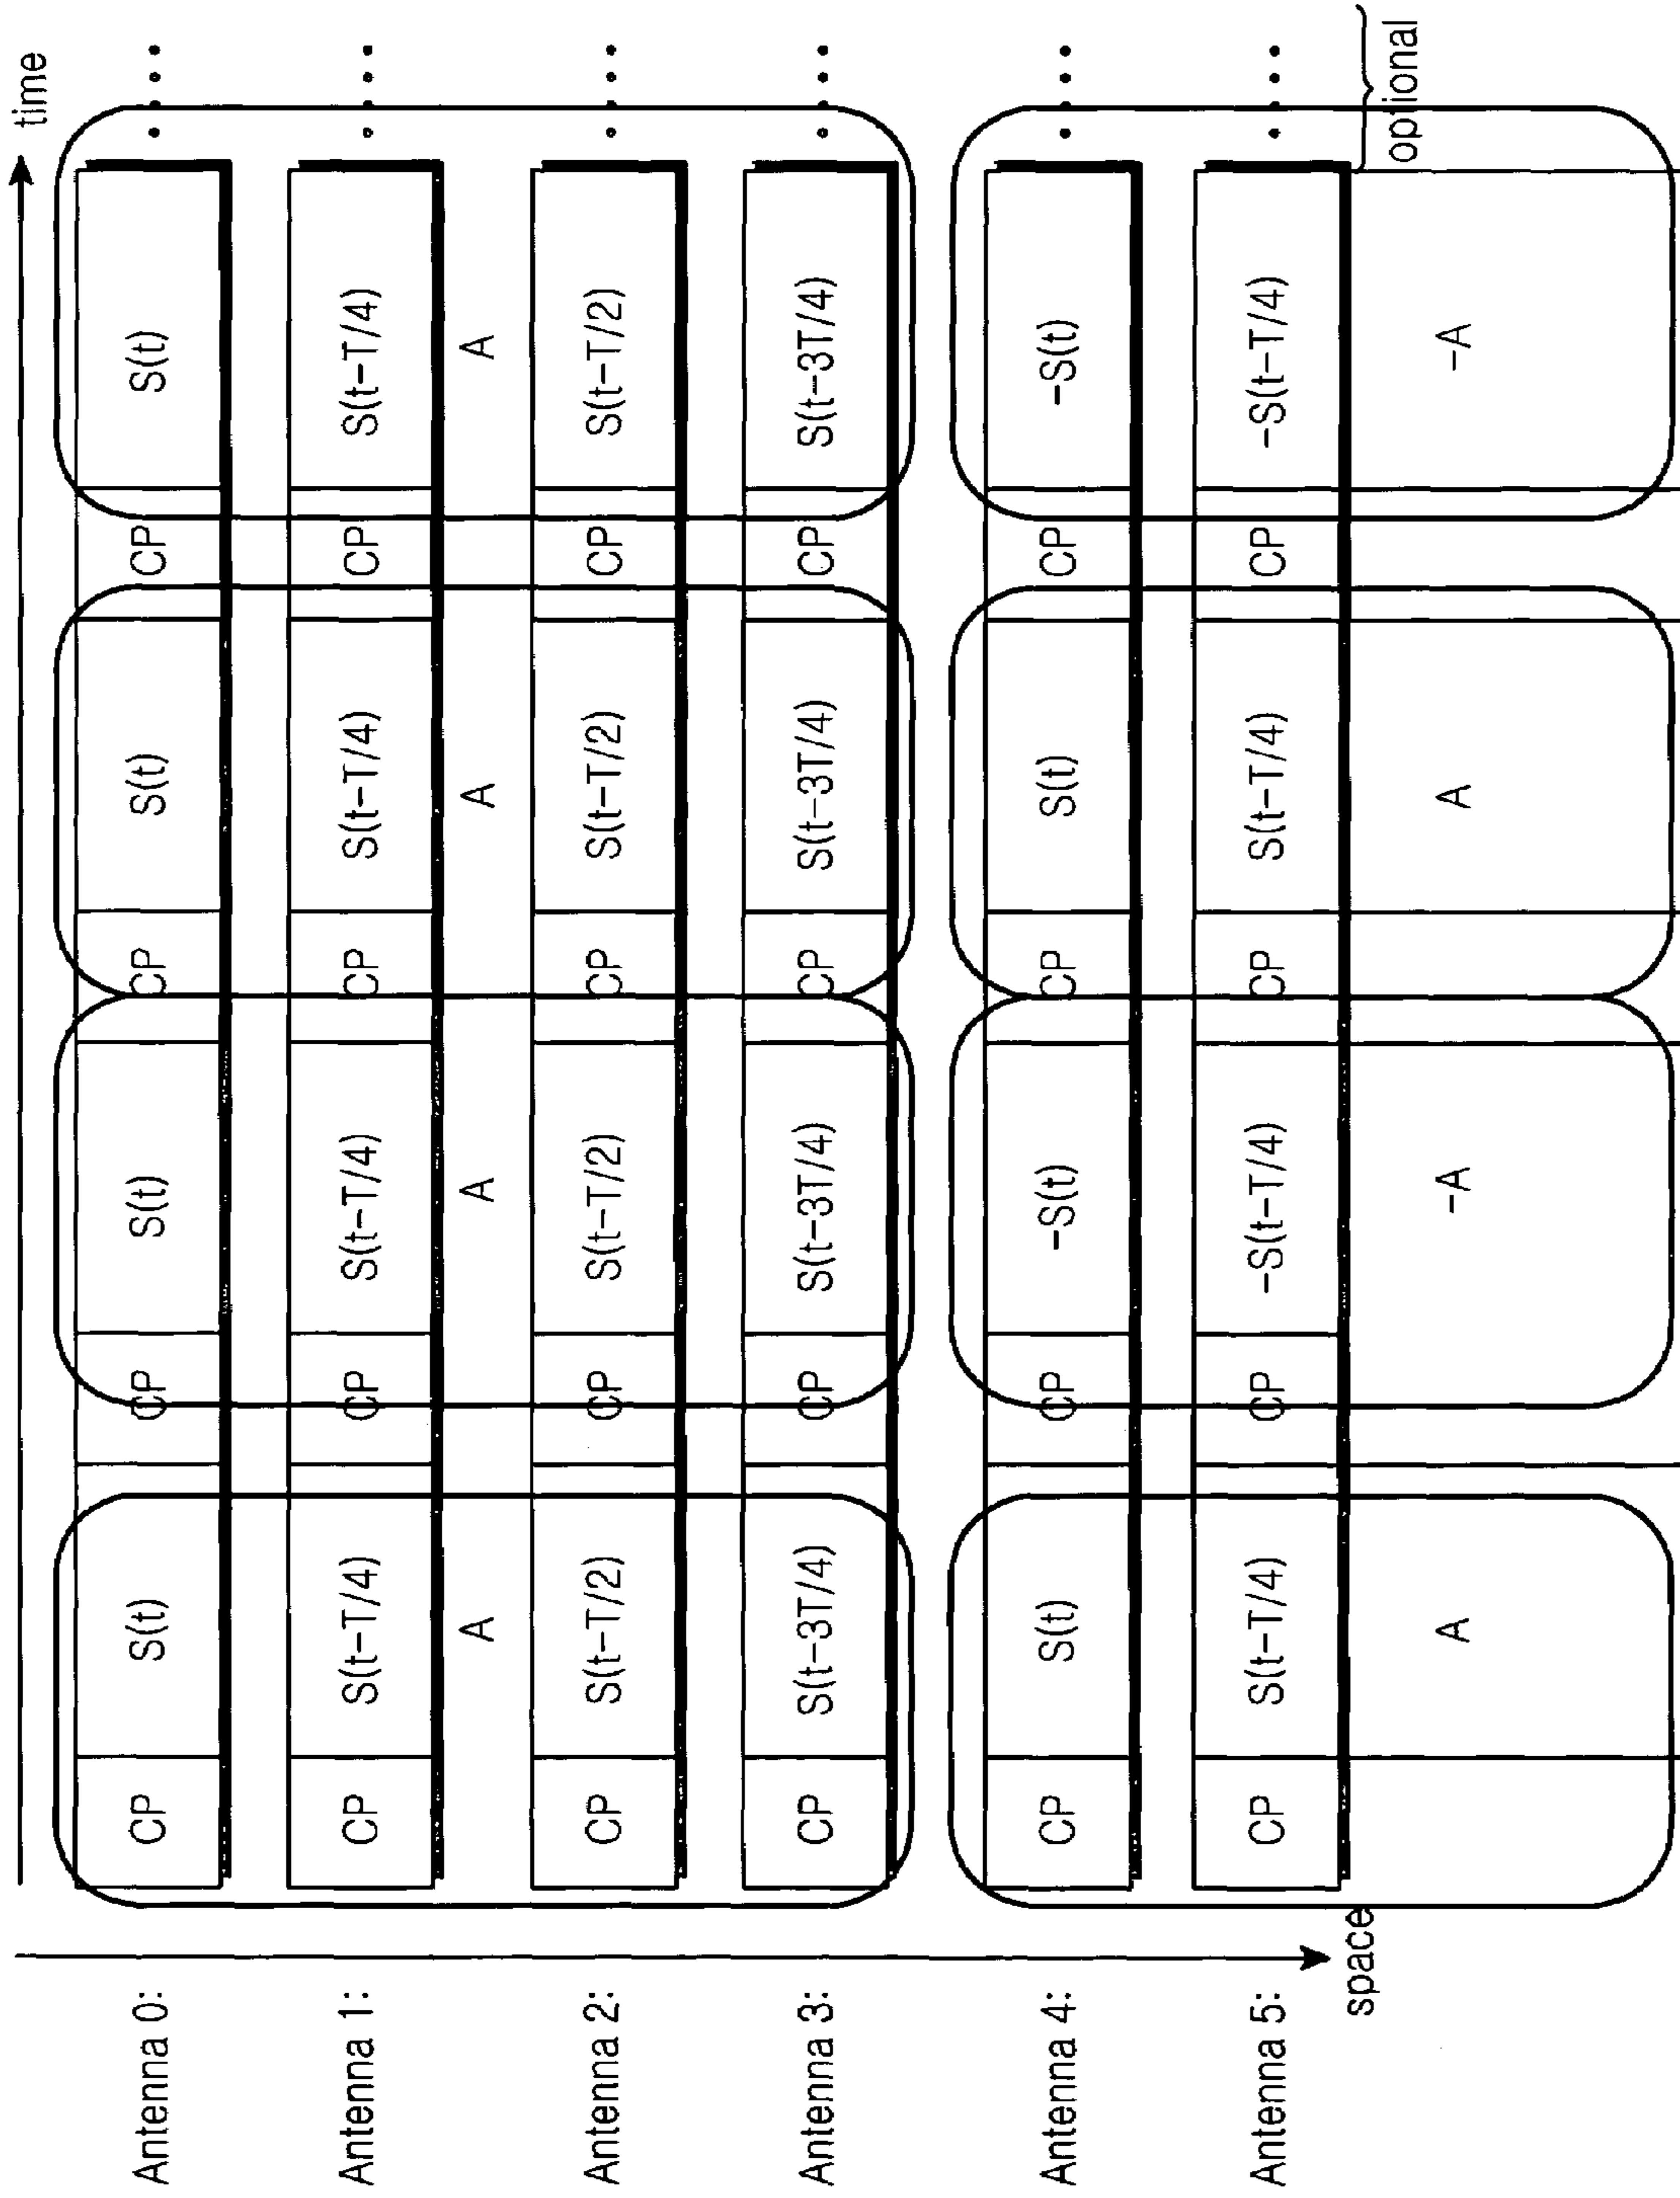 time
Antenna 0: CP S(t) CP S(t) CP S(t) CP S(t)
Antenna 1: CP S(t-T/4) CP S(t-T/4) CP S(t-T/4) CP S(t-T/4)
A A A A
Antenna 2: CP S(t-T/2) CP S(t-T/2) CP S(t-T/2) CP S(t-T/2)
Antenna 3: CP S(t-3T/4) CP S(t-3T/4) CP S(t-3T/4) CP S(t-3T/4)
Antenna 4: CP S(t) CP -S(t) CP S(t) CP -S(t)
Antenna 5: CP S(t-T/4) CP -S(t-T/4) CP S(t-T/4) CP -S(t-T/4)
space
optional
A -A A -A